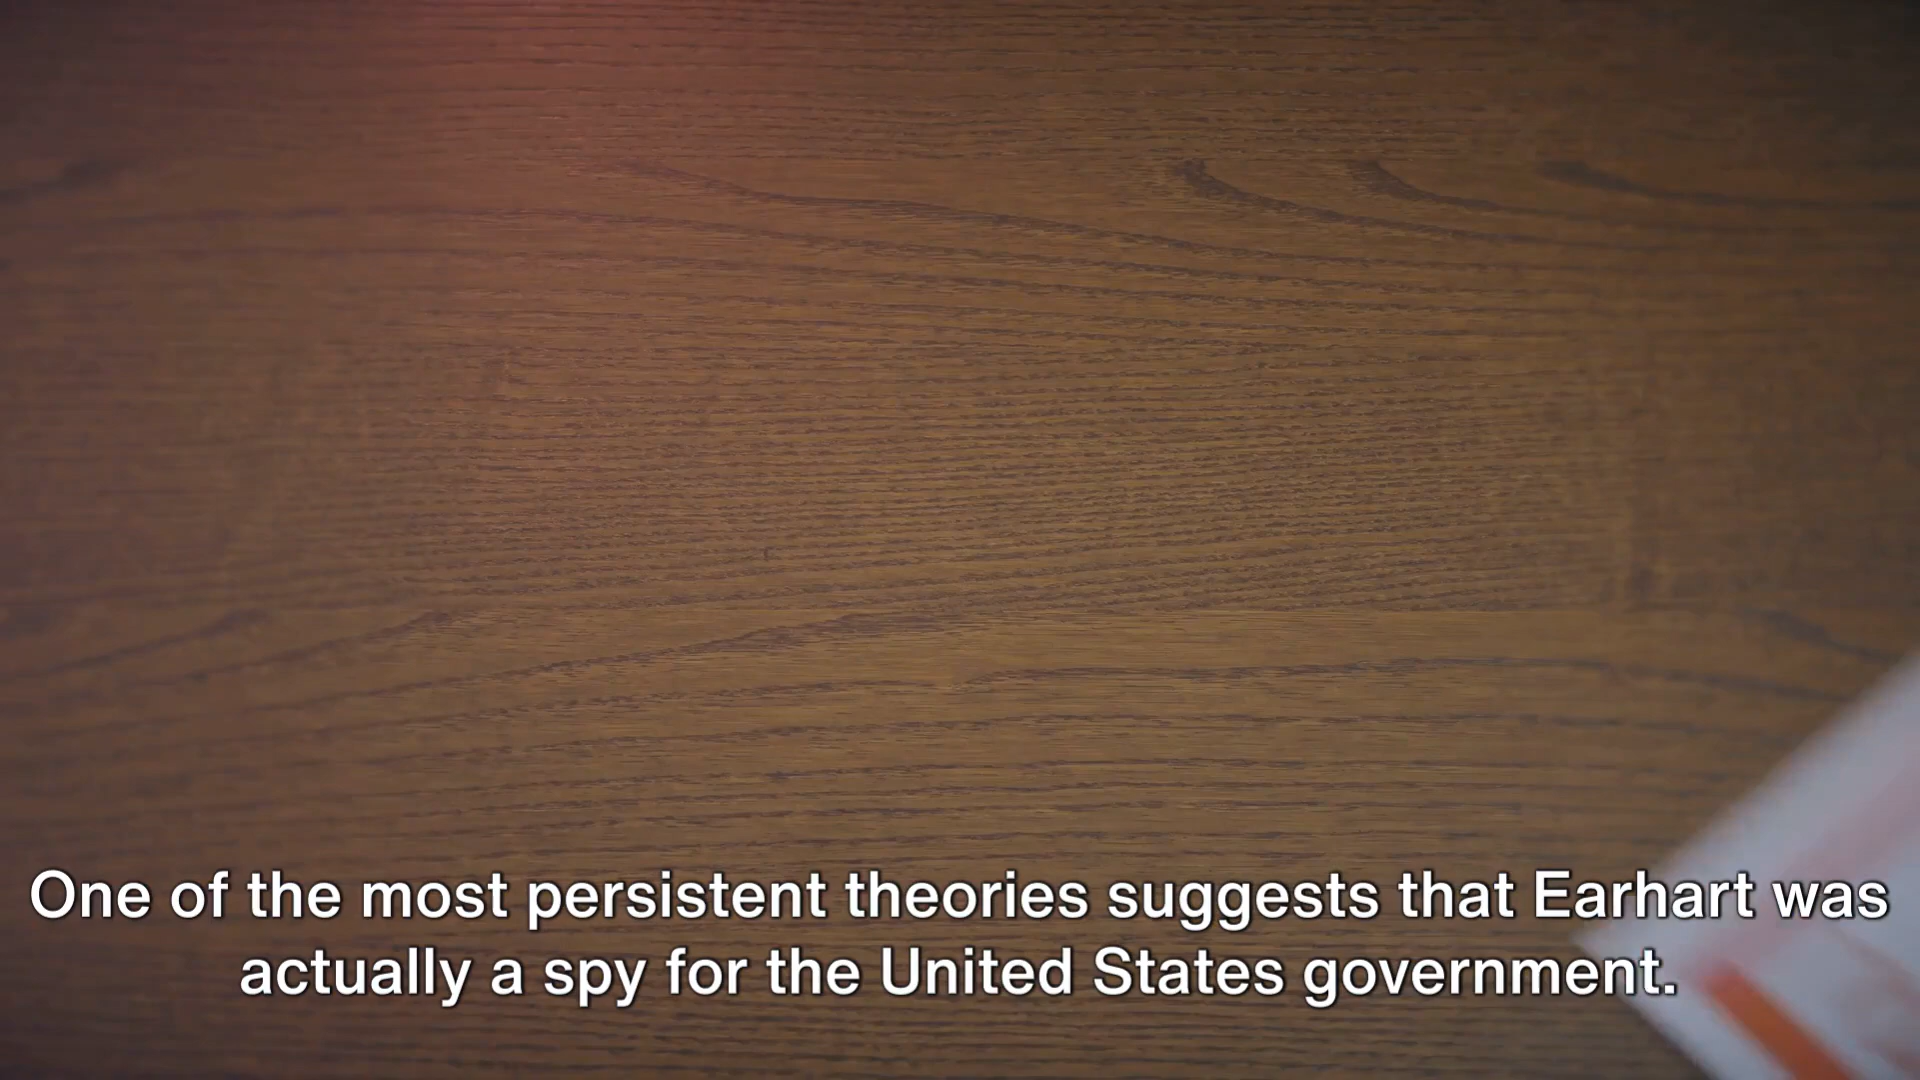 One of the most persistent theories suggests that Earhart was
actually a spy for the United States government.